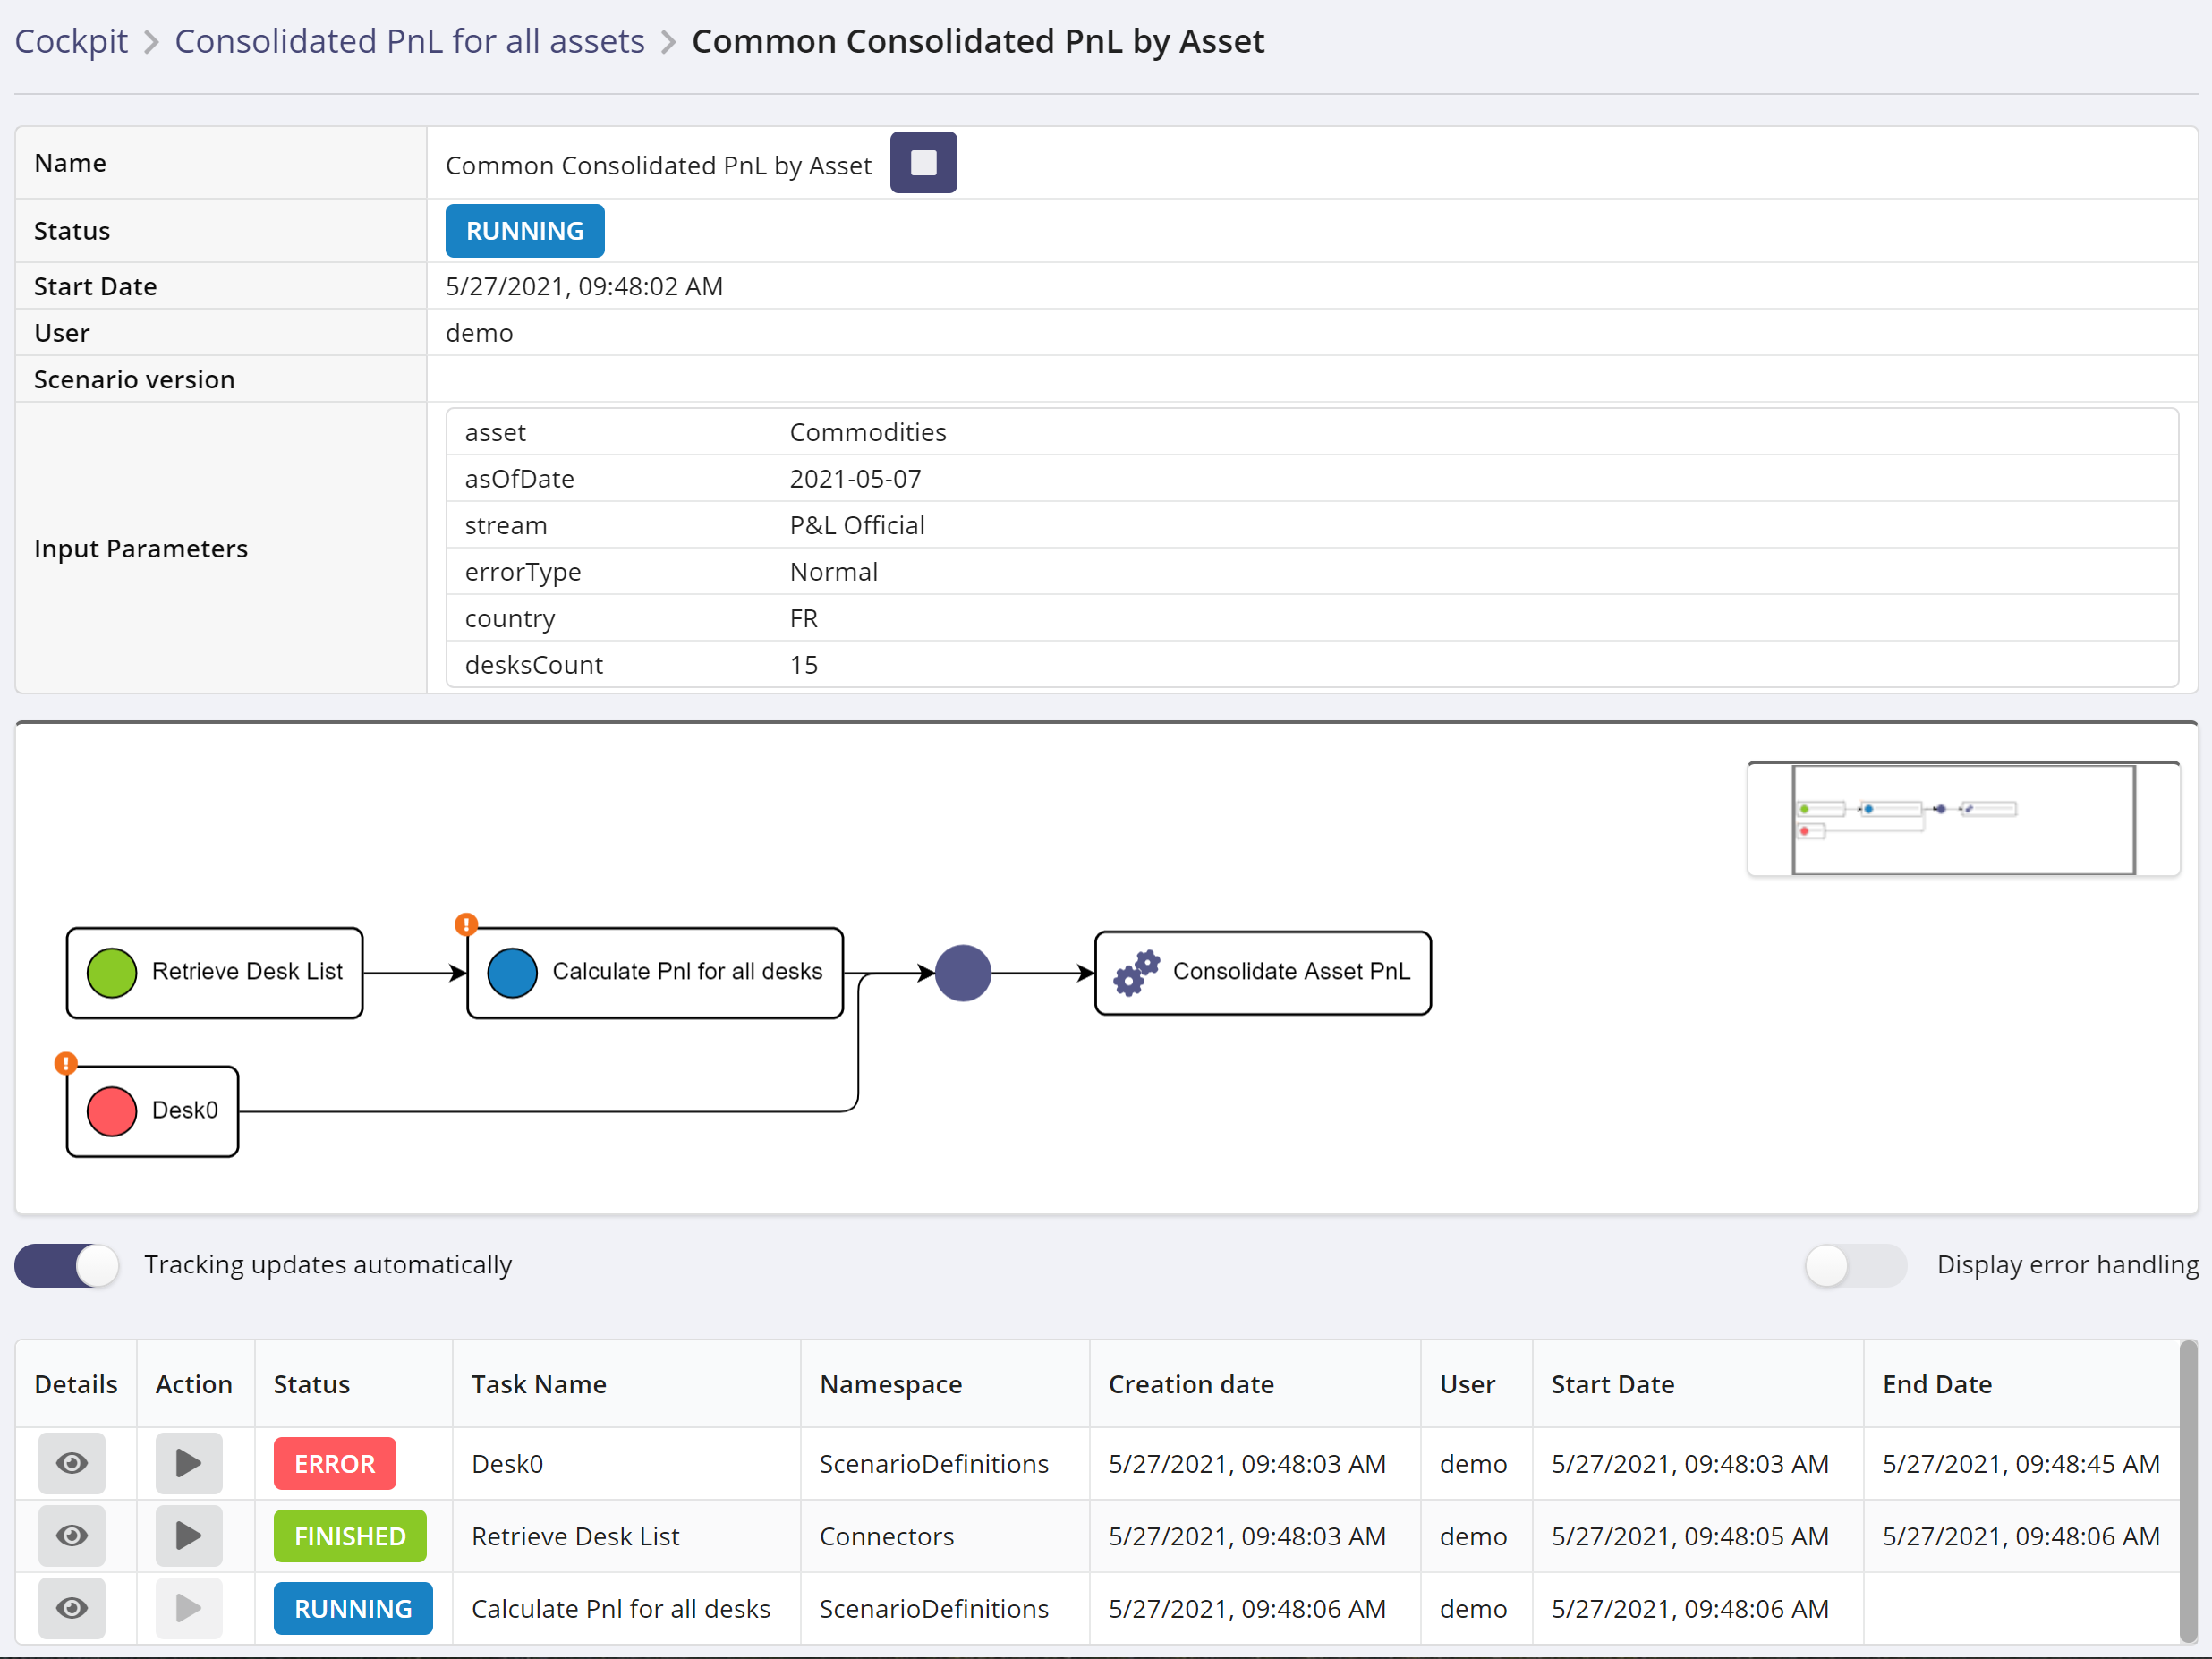 Cockpit > Consolidated PnL for all assets > Common Consolidated PnL by Asset
Name Common Consolidated PnL by Asset
Status RUNNING
Start Date 5/27/2021, 09:48:02 AM
User demo
Scenario version
Input Parameters
asset Commodities
asOfDate 2021-05-07
stream P&L Official
errorType Normal
country FR
desksCount 15
Retrieve Desk List
! Calculate Pnl for all desks
Consolidate Asset PnL
! Desk0
Tracking updates automatically
Display error handling
Details Action Status Task Name Namespace Creation date User Start Date End Date
ERROR Desk0 ScenarioDefinitions 5/27/2021, 09:48:03 AM demo 5/27/2021, 09:48:03 AM 5/27/2021, 09:48:45 AM
FINISHED Retrieve Desk List Connectors 5/27/2021, 09:48:03 AM demo 5/27/2021, 09:48:05 AM 5/27/2021, 09:48:06 AM
RUNNING Calculate Pnl for all desks ScenarioDefinitions 5/27/2021, 09:48:06 AM demo 5/27/2021, 09:48:06 AM